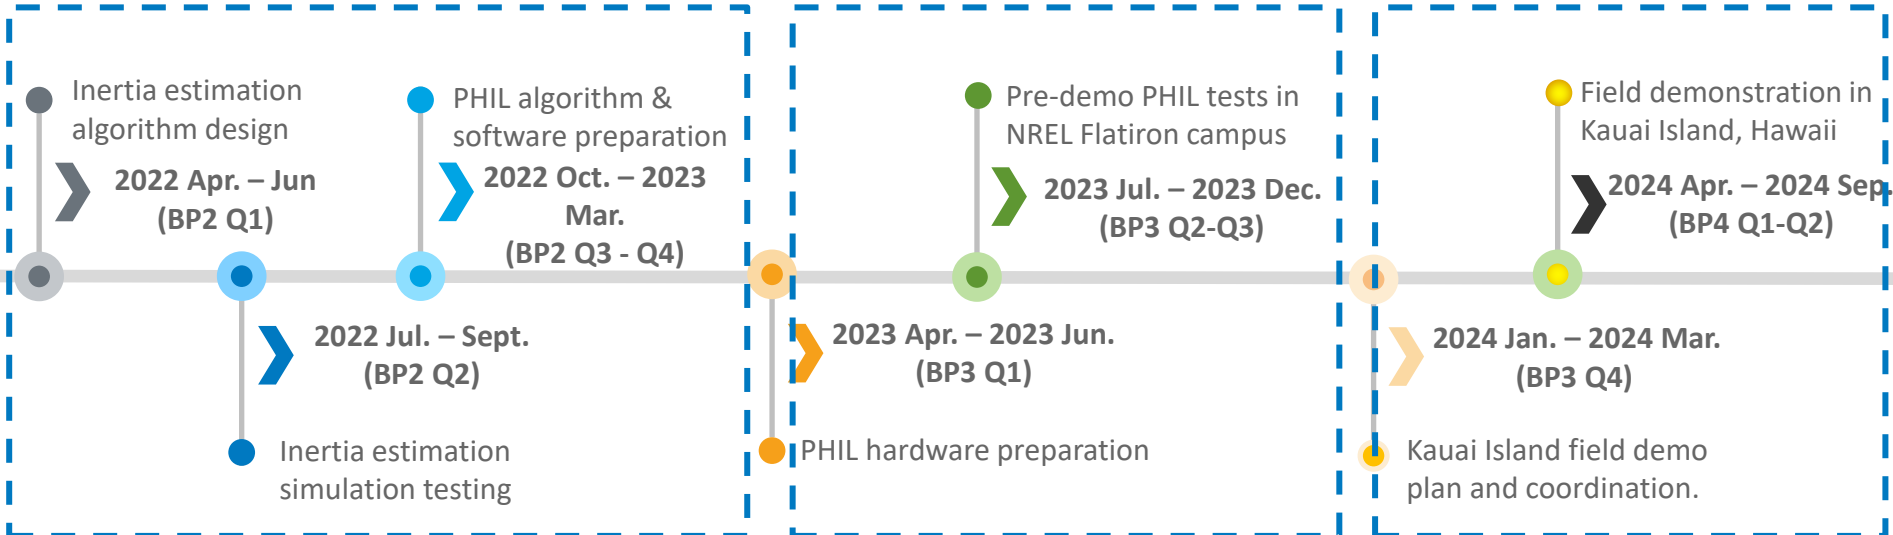 Inertia estimation
algorithm design
2022 Apr. – Jun
(BP2 Q1)
2022 Jul. – Sept.
(BP2 Q2)
Inertia estimation
simulation testing
PHIL algorithm &
software preparation
2022 Oct. – 2023
Mar.
(BP2 Q3 - Q4)
2023 Apr. – 2023 Jun.
(BP3 Q1)
PHIL hardware preparation
Pre-demo PHIL tests in
NREL Flatiron campus
2023 Jul. – 2023 Dec.
(BP3 Q2-Q3)
2024 Jan. – 2024 Mar.
(BP3 Q4)
Kauai Island field demo
plan and coordination.
Field demonstration in
Kauai Island, Hawaii
2024 Apr. – 2024 Sep.
(BP4 Q1-Q2)